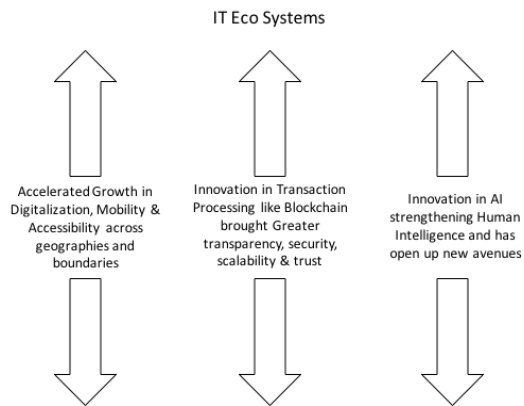 IT Eco Systems
Accelerated Growth in
Digitalization, Mobility &
Accessibility across
geographies and
boundaries
Innovation in Transaction
Processing like Blockchain
brought Greater
transparency, security,
scalability & trust
Innovation in AI
strengthening Human
Intelligence and has
open up new avenues